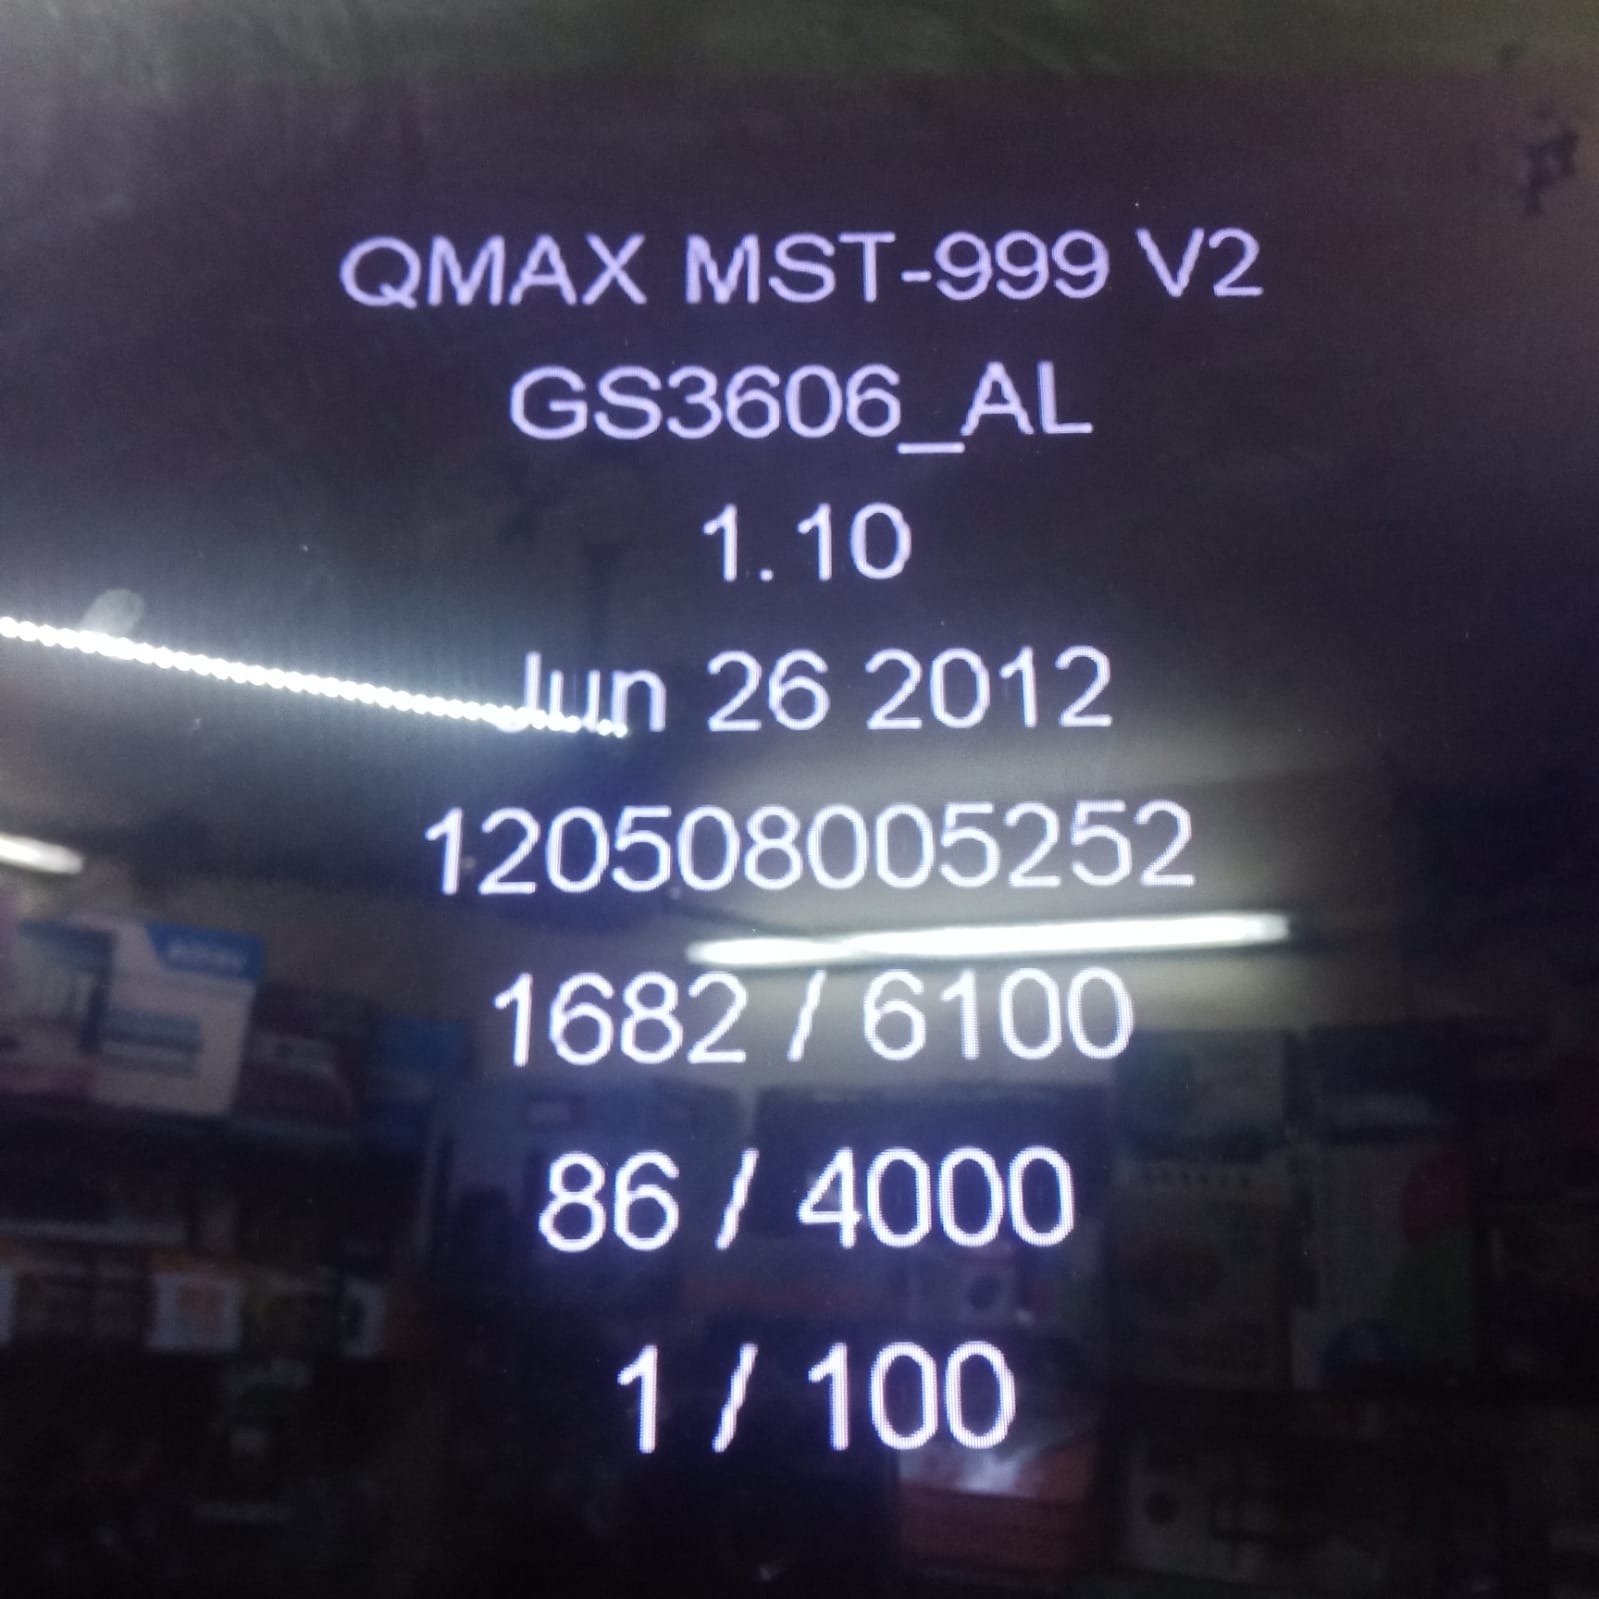 QMAX MST-999 V2
GS3606_AL
1.10
Jun 26 2012
120508005252
1682 / 6100
86 / 4000
1 / 100